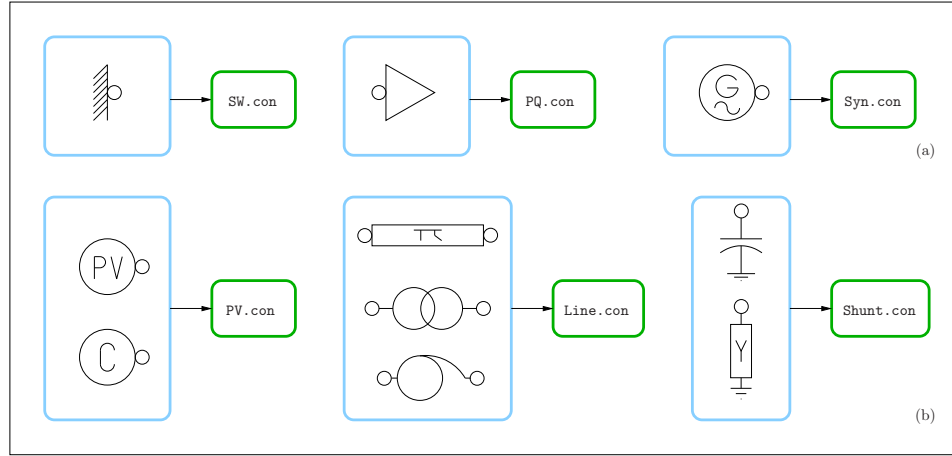 G
SW.con
PQ.con
Syn.con
(a)
PV
π
PV.con
Line.con
Shunt.con
C
Y
(b)